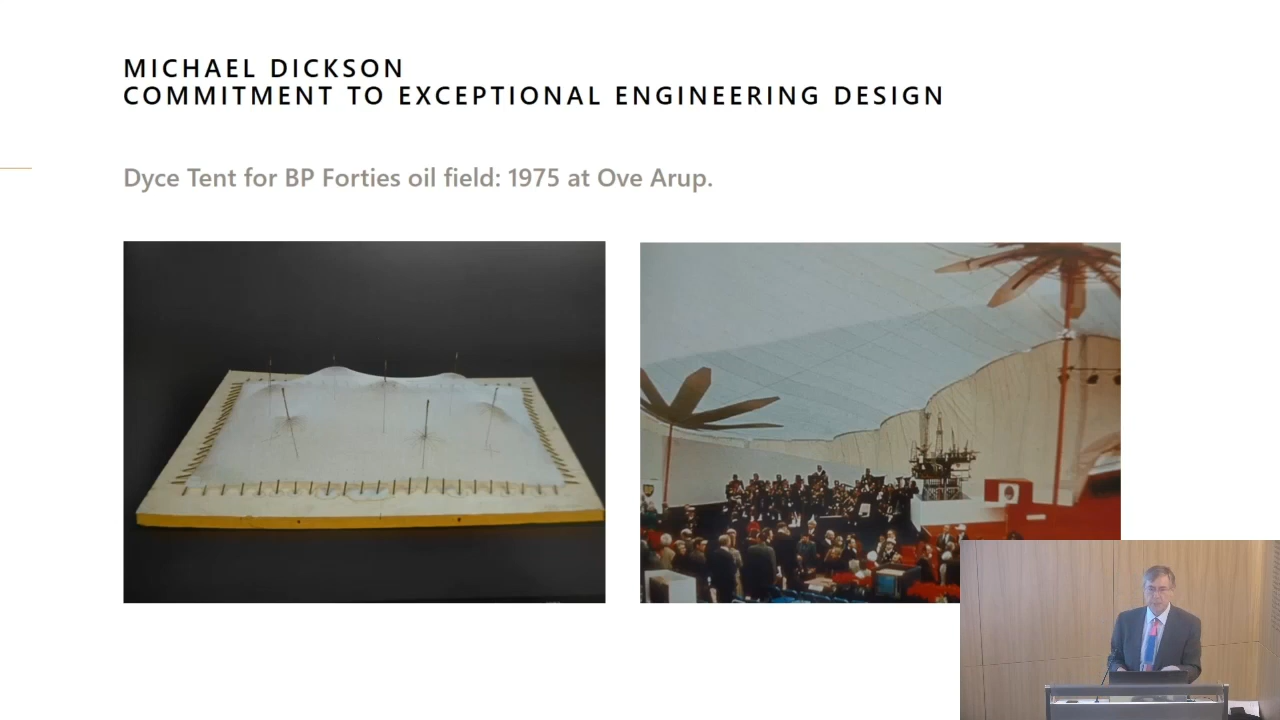 MICHAEL DICKSON
COMMITMENT TO EXCEPTIONAL ENGINEERING DESIGN
Dyce Tent for BP Forties oil field: 1975 at Ove Arup.